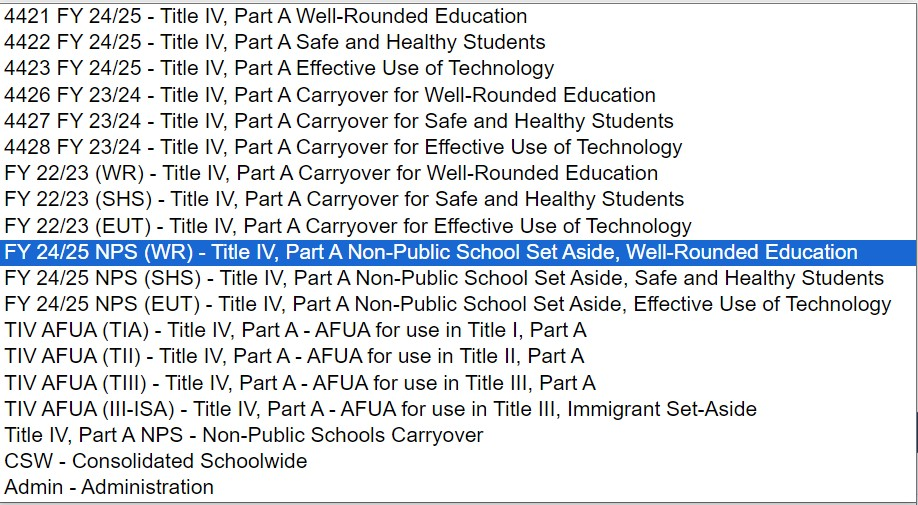 4421 FY 24/25 - Title IV, Part A Well-Rounded Education
4422 FY 24/25 - Title IV, Part A Safe and Healthy Students
4423 FY 24/25 - Title IV, Part A Effective Use of Technology
4426 FY 23/24 - Title IV, Part A Carryover for Well-Rounded Education
4427 FY 23/24 - Title IV, Part A Carryover for Safe and Healthy Students
4428 FY 23/24 - Title IV, Part A Carryover for Effective Use of Technology
FY 22/23 (WR) - Title IV, Part A Carryover for Well-Rounded Education
FY 22/23 (SHS) - Title IV, Part A Carryover for Safe and Healthy Students
FY 22/23 (EUT) - Title IV, Part A Carryover for Effective Use of Technology
FY 24/25 NPS (WR) - Title IV, Part A Non-Public School Set Aside, Well-Rounded Education
FY 24/25 NPS (SHS) - Title IV, Part A Non-Public School Set Aside, Safe and Healthy Students
FY 24/25 NPS (EUT) - Title IV, Part A Non-Public School Set Aside, Effective Use of Technology
TIV AFUA (TIA) - Title IV, Part A - AFUA for use in Title I, Part A
TIV AFUA (TII) - Title IV, Part A - AFUA for use in Title II, Part A
TIV AFUA (TIII) - Title IV, Part A - AFUA for use in Title III, Part A
TIV AFUA (III-ISA) - Title IV, Part A - AFUA for use in Title III, Immigrant Set-Aside
Title IV, Part A NPS - Non-Public Schools Carryover
CSW - Consolidated Schoolwide
Admin - Administration